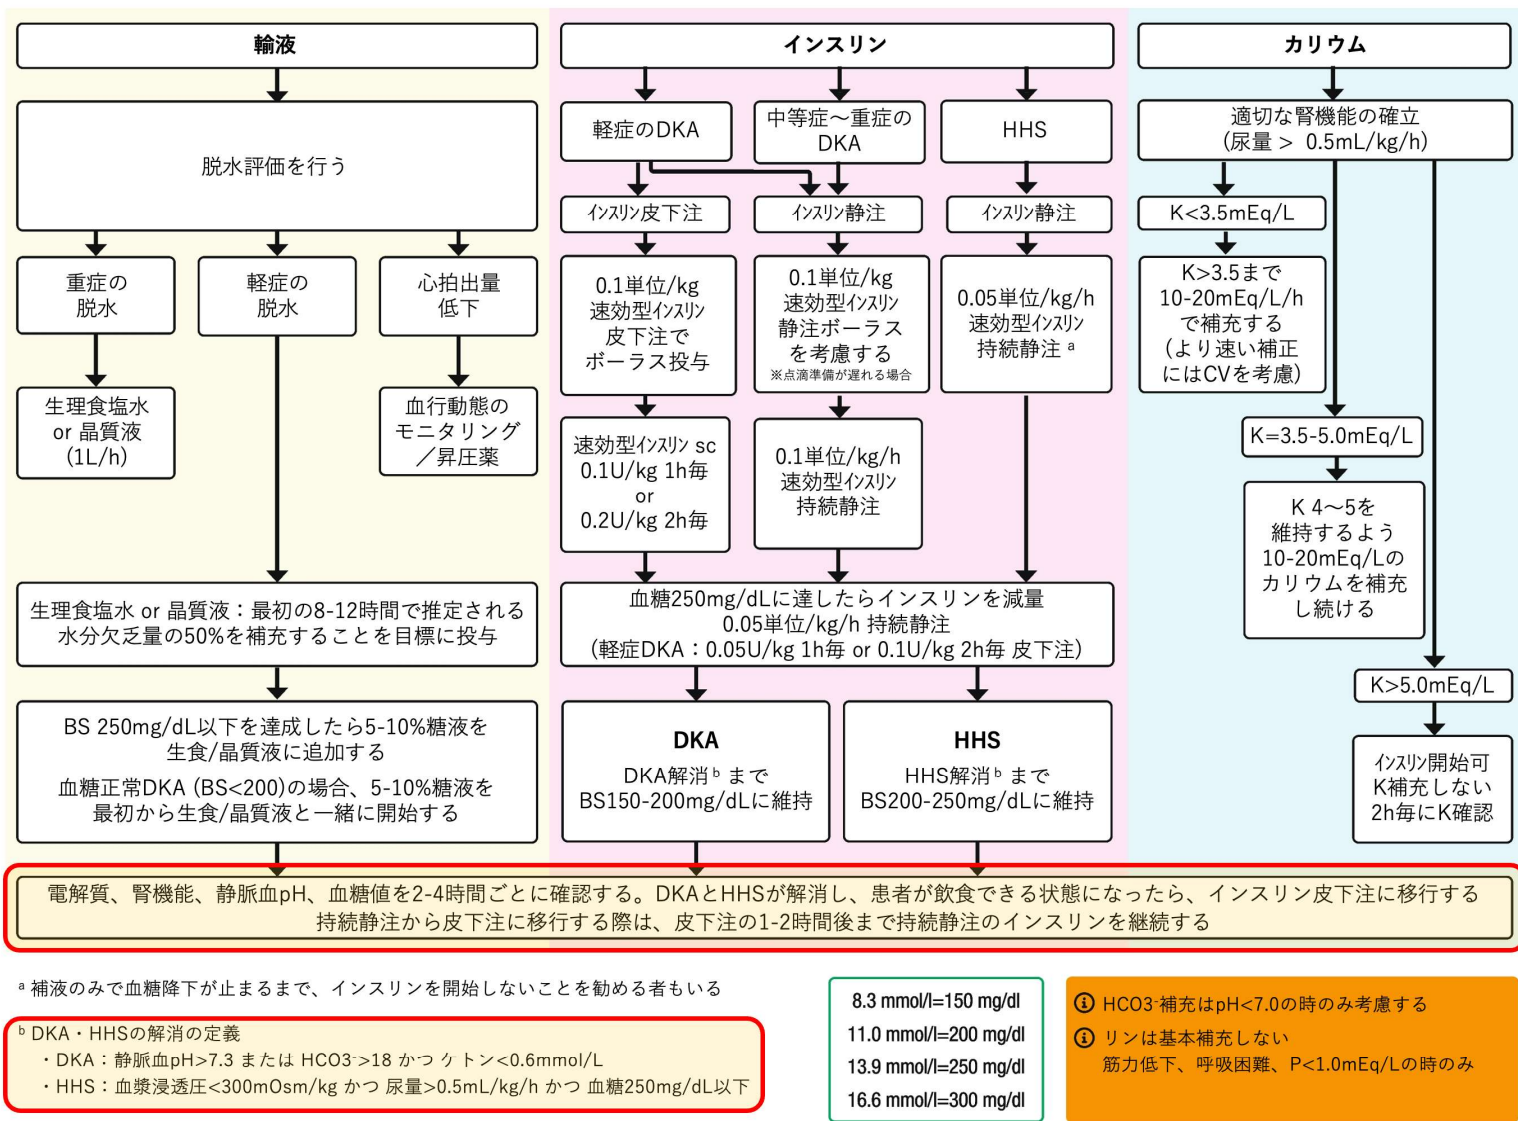 輸液
脱水評価を行う
重症の
脱水
軽症の
脱水
心拍出量
低下
生理食塩水
or 晶質液
(1L/h)
血行動態の
モニタリング
／昇圧薬
生理食塩水 or 晶質液：最初の8-12時間で推定される
水分欠乏量の50%を補充することを目標に投与
BS 250mg/dL以下を達成したら5-10%糖液を
生食/晶質液に追加する
血糖正常DKA (BS<200)の場合、5-10%糖液を
最初から生食/晶質液と一緒に開始する
インスリン
軽症のDKA
中等症〜重症の
DKA
HHS
ｲﾝｽﾘﾝ皮下注
ｲﾝｽﾘﾝ静注
ｲﾝｽﾘﾝ静注
0.1単位/kg
速効型ｲﾝｽﾘﾝ
皮下注で
ボーラス投与
0.1単位/kg
速効型ｲﾝｽﾘﾝ
静注ボーラス
を考慮する
※点滴準備が遅れる場合
0.05単位/kg/h
速効型ｲﾝｽﾘﾝ
持続静注 a
速効型ｲﾝｽﾘﾝ sc
0.1U/kg 1h毎
or
0.2U/kg 2h毎
0.1単位/kg/h
速効型ｲﾝｽﾘﾝ
持続静注
血糖250mg/dLに達したらインスリンを減量
0.05単位/kg/h 持続静注
(軽症DKA：0.05U/kg 1h毎 or 0.1U/kg 2h毎 皮下注)
DKA
DKA解消 b まで
BS150-200mg/dLに維持
HHS
HHS解消 b まで
BS200-250mg/dLに維持
カリウム
適切な腎機能の確立
(尿量 > 0.5mL/kg/h)
K<3.5mEq/L
K>3.5まで
10-20mEq/L/h
で補充する
(より速い補正
にはCVを考慮)
K=3.5-5.0mEq/L
K 4〜5を
維持するよう
10-20mEq/Lの
カリウムを補充
し続ける
K>5.0mEq/L
ｲﾝｽﾘﾝ開始可
K補充しない
2h毎にK確認
電解質、腎機能、静脈血pH、血糖値を2-4時間ごとに確認する。DKAとHHSが解消し、患者が飲食できる状態になったら、インスリン皮下注に移行する
持続静注から皮下注に移行する際は、皮下注の1-2時間後まで持続静注のインスリンを継続する
a 補液のみで血糖降下が止まるまで、インスリンを開始しないことを勧める者もいる
b DKA・HHSの解消の定義
・DKA：静脈血pH>7.3 または HCO3->18 かつ ケトン<0.6mmol/L
・HHS：血漿浸透圧<300mOsm/kg かつ 尿量>0.5mL/kg/h かつ 血糖250mg/dL以下
8.3 mmol/l=150 mg/dl
11.0 mmol/l=200 mg/dl
13.9 mmol/l=250 mg/dl
16.6 mmol/l=300 mg/dl
HCO3-補充はpH<7.0の時のみ考慮する
リンは基本補充しない
筋力低下、呼吸困難、P<1.0mEq/Lの時のみ